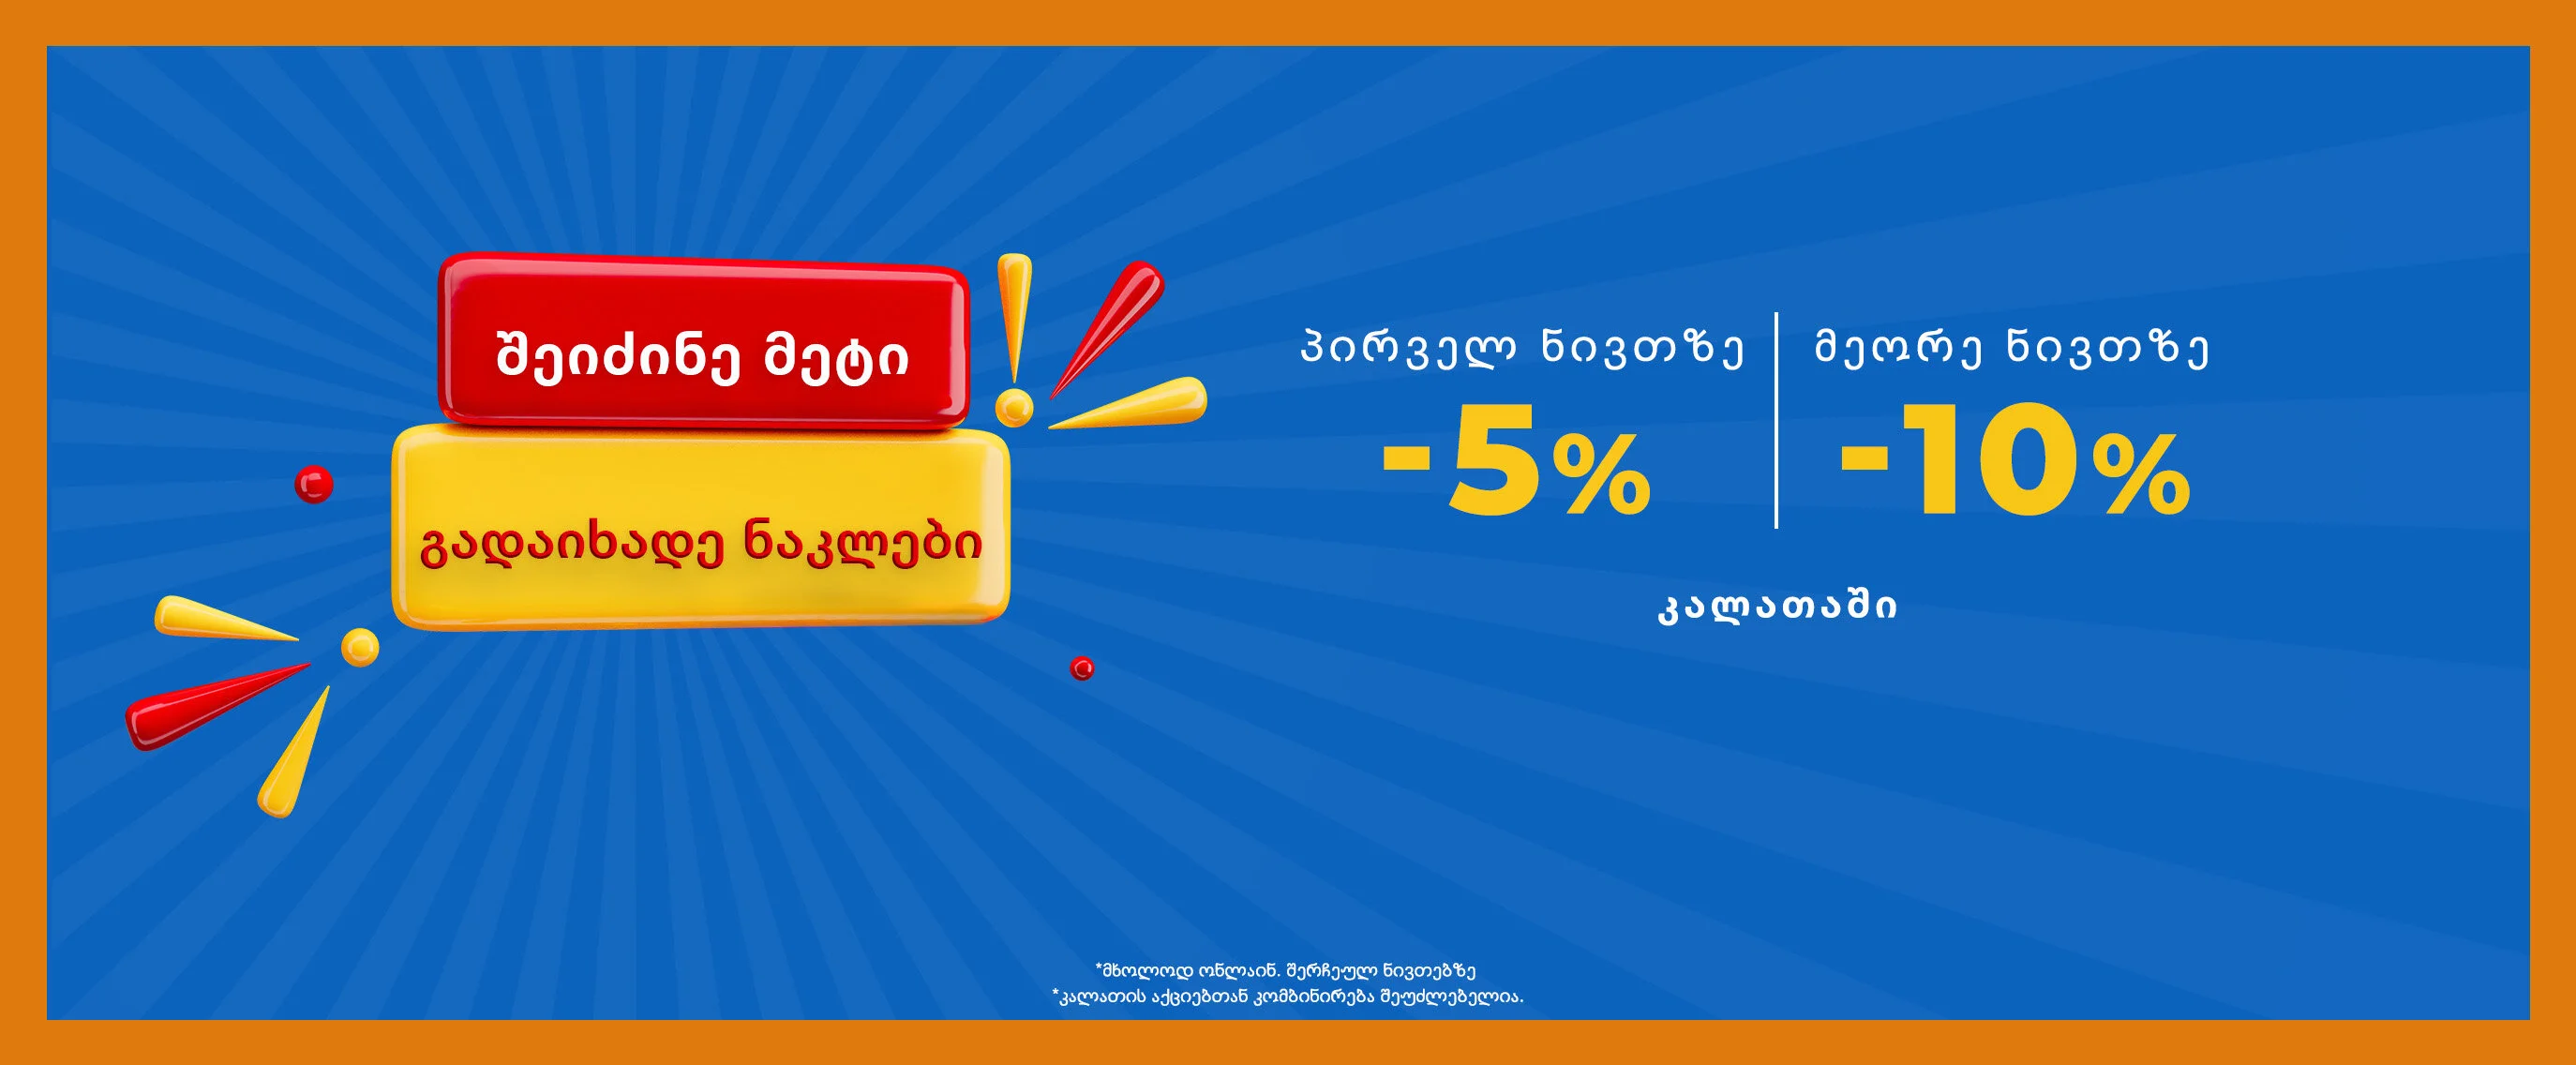 შეიძინე მეტი
გადაიხადე ნაკლები
პირველ ნივთზე
-5%
მეორე ნივთზე
-10%
კალათაში
*მხოლოდ ონლაინ. შერჩეულ ნივთებზე
*კალათის აქციებთან კომბინირება შეუძლებელია.